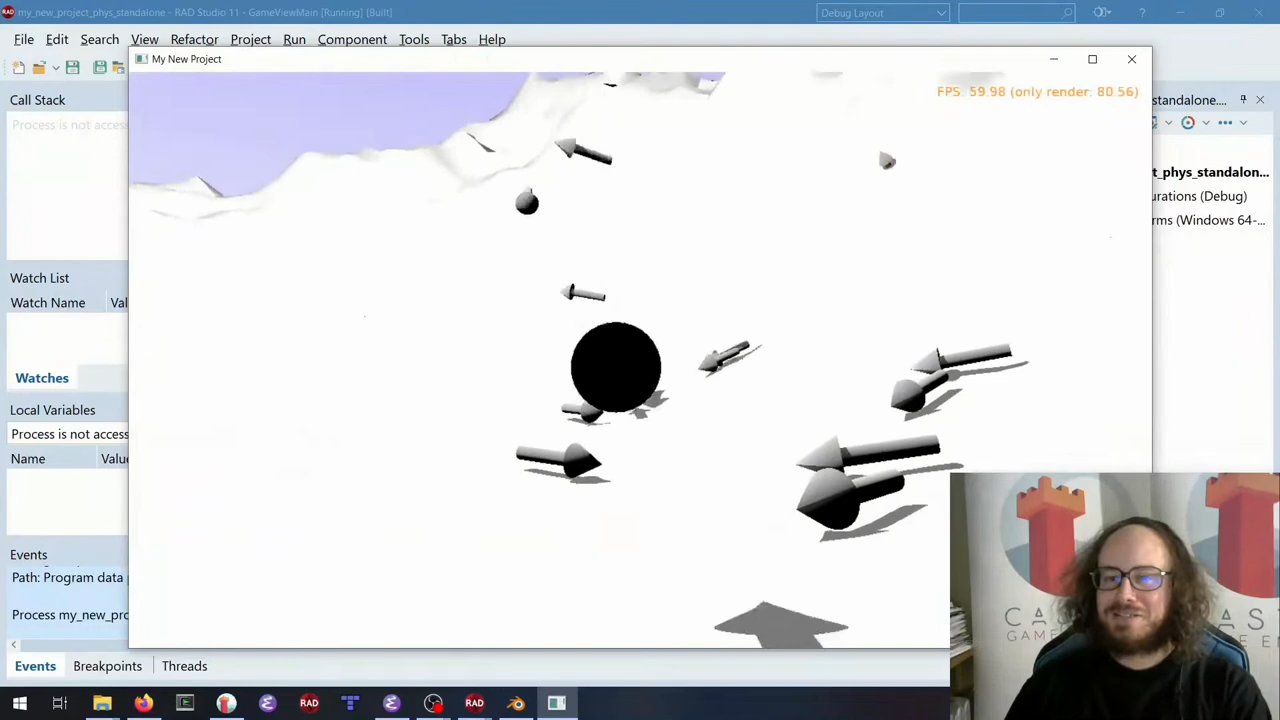 my_new_project_phys_standalone - RAD Studio 11 - GameViewMain [Running] [Built]
Debug Layout
File Edit Search View Refactor Project Run Component Tools Tabs Help
My New Project
Call Stack
Process is not access
FPS: 59.98 (only render: 80.56)
standalone....
t_phys_standalon...
urations (Debug)
rms (Windows 64-...
Watch List
Watch Name Val
Watches
Local Variables
Process is not access
Name Value
Events
Path: Program data
Process my_new_pro
Events Breakpoints Threads
CAS
GAME